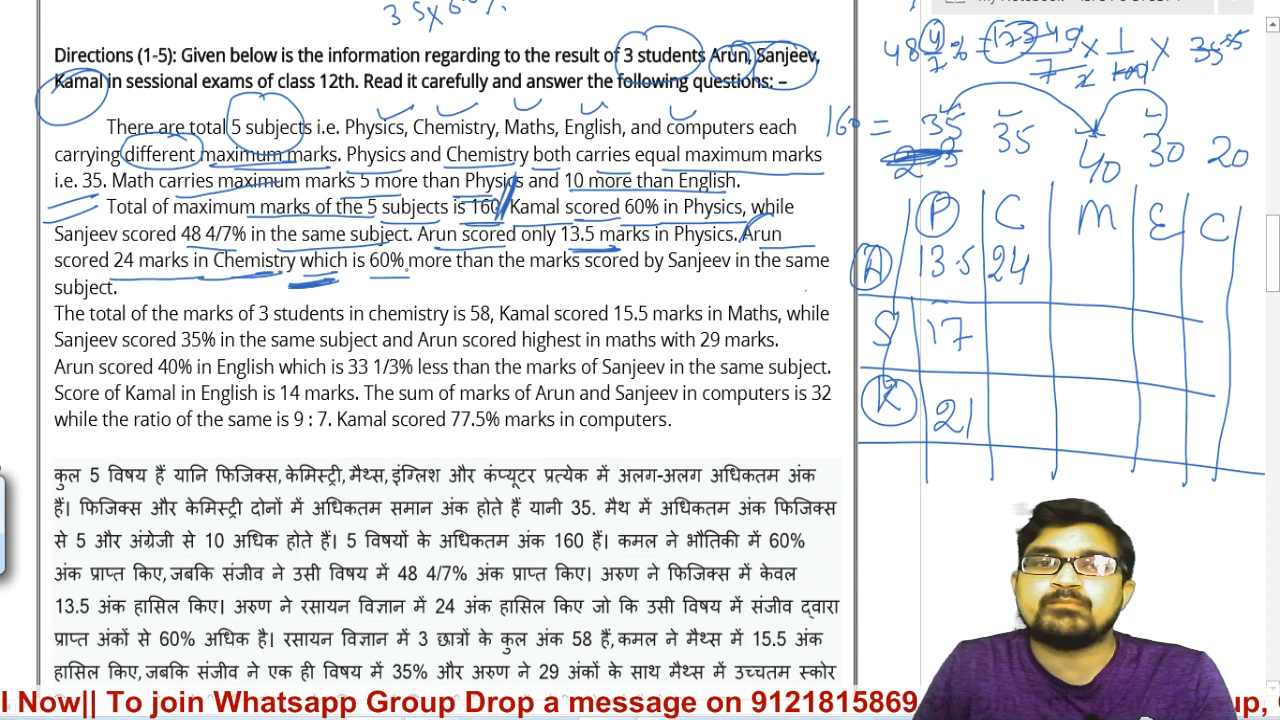 35x60%
Directions (1-5): Given below is the information regarding to the result of 3 students Arun, Sanjeev,
Kamal in sessional exams of class 12th. Read it carefully and answer the following questions: –
There are total 5 subjects i.e. Physics, Chemistry, Maths, English, and computers each
carrying different maximum marks. Physics and Chemistry both carries equal maximum marks
i.e. 35. Math carries maximum marks 5 more than Physics and 10 more than English.
Total of maximum marks of the 5 subjects is 160. Kamal scored 60% in Physics, while
Sanjeev scored 48 4/7% in the same subject. Arun scored only 13.5 marks in Physics. Arun
scored 24 marks in Chemistry which is 60% more than the marks scored by Sanjeev in the same
subject.
The total of the marks of 3 students in chemistry is 58, Kamal scored 15.5 marks in Maths, while
Sanjeev scored 35% in the same subject and Arun scored highest in maths with 29 marks.
Arun scored 40% in English which is 33 1/3% less than the marks of Sanjeev in the same subject.
Score of Kamal in English is 14 marks. The sum of marks of Arun and Sanjeev in computers is 32
while the ratio of the same is 9 : 7. Kamal scored 77.5% marks in computers.
कुल 5 विषय हैं यानि फिजिक्स, केमिस्ट्री, मैथ्स, इंग्लिश और कंप्यूटर प्रत्येक में अलग-अलग अधिकतम अंक
हैं। फिजिक्स और केमिस्ट्री दोनों में अधिकतम समान अंक होते हैं यानी 35. मैथ में अधिकतम अंक फिजिक्स
से 5 और अंग्रेजी से 10 अधिक होते हैं। 5 विषयों के अधिकतम अंक 160 हैं। कमल ने भौतिकी में 60%
अंक प्राप्त किए, जबकि संजीव ने उसी विषय में 48 4/7% अंक प्राप्त किए। अरुण ने फिजिक्स में केवल
13.5 अंक हासिल किए। अरुण ने रसायन विज्ञान में 24 अंक हासिल किए जो कि उसी विषय में संजीव द्वारा
प्राप्त अंकों से 60% अधिक है। रसायन विज्ञान में 3 छात्रों के कुल अंक 58 हैं, कमल ने मैथ्स में 15.5 अंक
हासिल किए, जबकि संजीव ने एक ही विषय में 35% और अरुण ने 29 अंकों के साथ मैथ्स में उच्चतम स्कोर
48 4/7 % =
160 = 35 35 40 30 20
P C M E C
A 13.5 24
S 17
K 21
l Now|| To join Whatsapp Group Drop a message on 9121815869